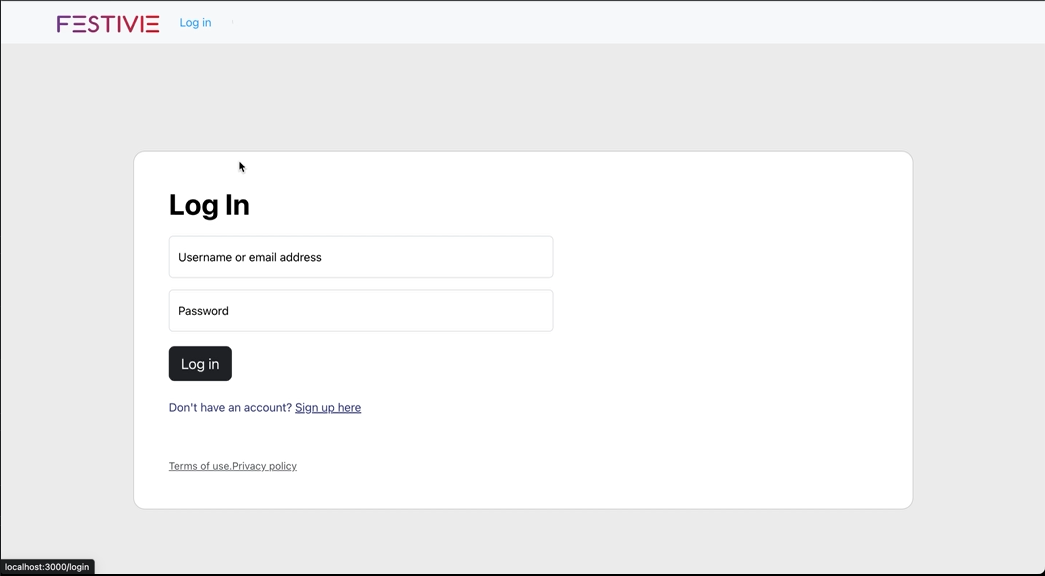 FESTIVIE Log in
Log In
Username or email address
Password
Log in
Don't have an account? Sign up here
Terms of use.Privacy policy
localhost:3000/login